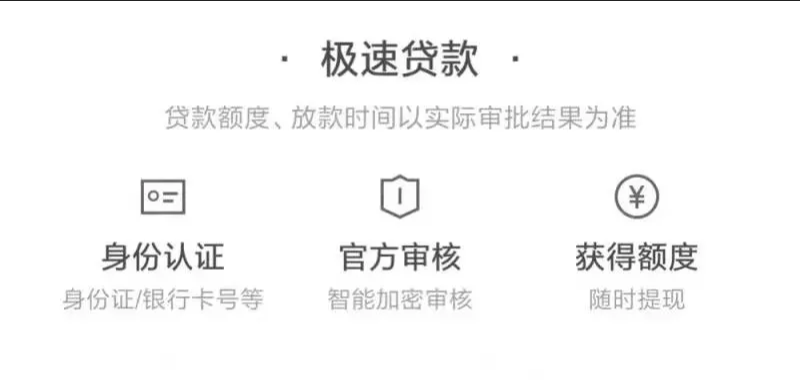 · 极速贷款 ·
贷款额度、放款时间以实际审批结果为准
身份认证 官方审核 获得额度
身份证/银行卡号等 智能加密审核 随时提现